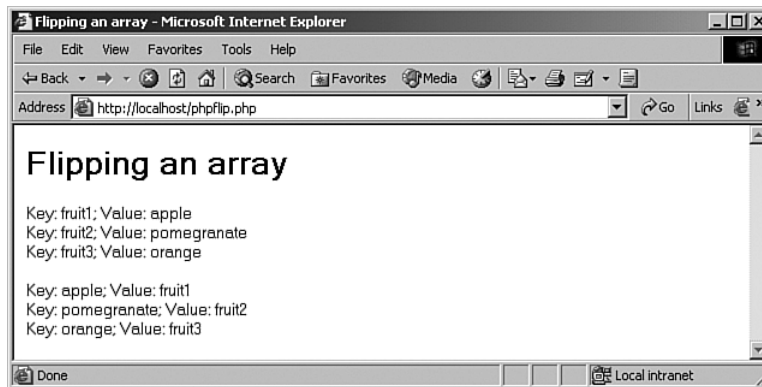 Flipping an array - Microsoft Internet Explorer
File Edit View Favorites Tools Help
Back Search Favorites Media
Address http://localhost/phpflip.php Go Links
Flipping an array
Key: fruit1; Value: apple
Key: fruit2; Value: pomegranate
Key: fruit3; Value: orange
Key: apple; Value: fruit1
Key: pomegranate; Value: fruit2
Key: orange; Value: fruit3
Done Local intranet